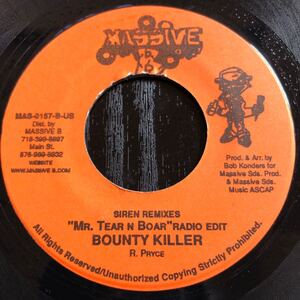 MASSIVE
B
MAS-0157-B-US
Dist. by
MASSIVE B
718-399-8897
Main St.
876-969-8832
WEBSITE
WWW.MASSIVE B.COM
Prod. & Arr. by
Bob Konders for
Massive Sds. Prod.
& Massive Sds.
Music ASCAP
SIREN REMIXES
"MR. TEAR N BOAR" RADIO EDIT
BOUNTY KILLER
R. PRYCE
All Rights Reserved/Unauthorized Copying Strictly Prohibited.